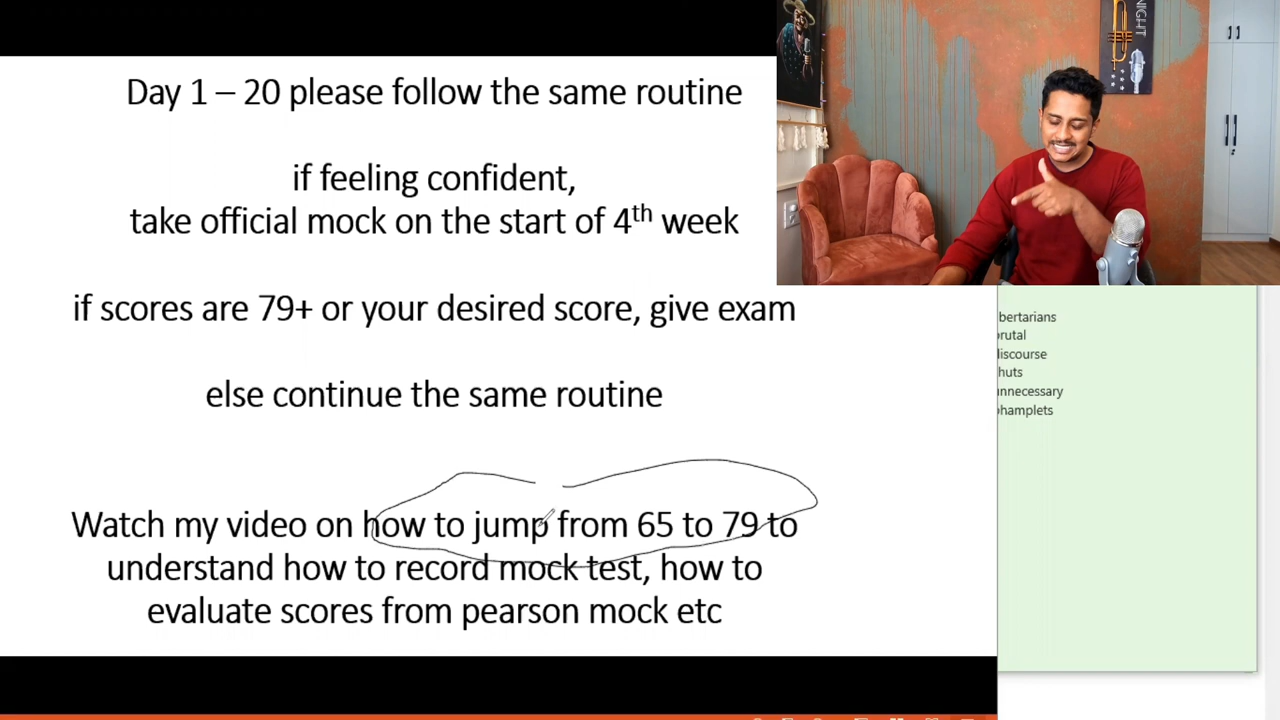 Day 1 – 20 please follow the same routine
if feeling confident,
take official mock on the start of 4th week
if scores are 79+ or your desired score, give exam
else continue the same routine
Watch my video on how to jump from 65 to 79 to
understand how to record mock test, how to
evaluate scores from pearson mock etc
NIGHT
bertarians
brutal
discourse
huts
unnecessary
phamplets